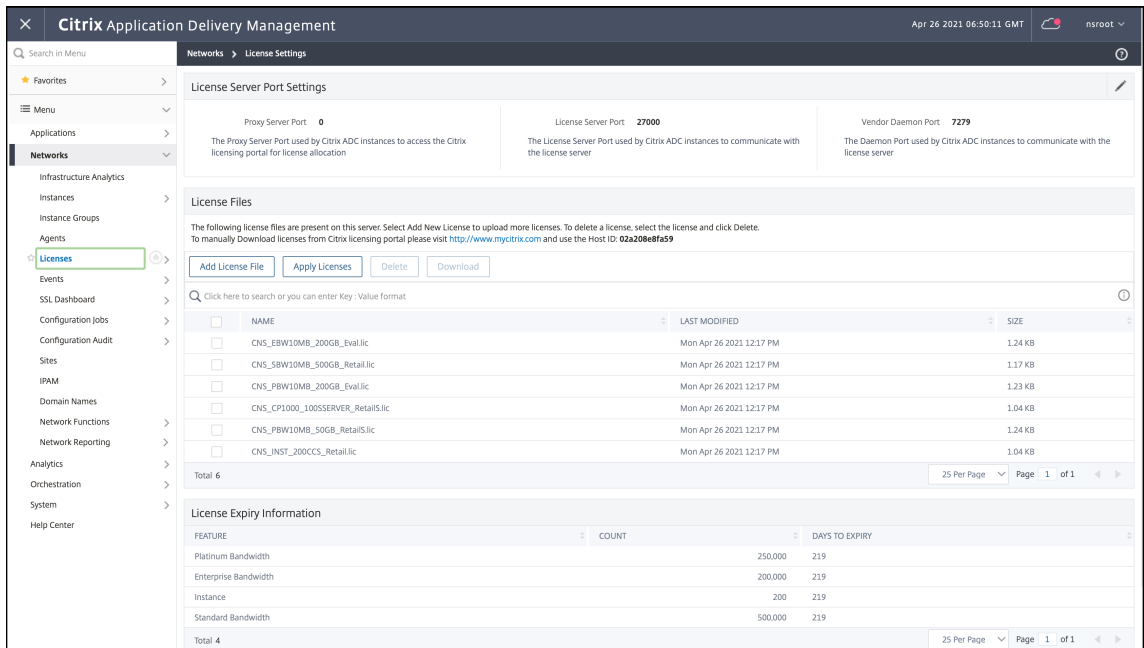 Citrix Application Delivery Management
Apr 26 2021 06:50:11 GMT
nsroot
Search in Menu
Networks > License Settings
Favorites
Menu
Applications
Networks
Infrastructure Analytics
Instances
Instance Groups
Agents
Licenses
Events
SSL Dashboard
Configuration Jobs
Configuration Audit
Sites
IPAM
Domain Names
Network Functions
Network Reporting
Analytics
Orchestration
System
Help Center
License Server Port Settings
Proxy Server Port 0
The Proxy Server Port used by Citrix ADC instances to access the Citrix
licensing portal for license allocation
License Server Port 27000
The License Server Port used by Citrix ADC instances to communicate with
the license server
Vendor Daemon Port 7279
The Daemon Port used by Citrix ADC instances to communicate with the
license server
License Files
The following license files are present on this server. Select Add New License to upload more licenses. To delete a license, select the license and click Delete.
To manually Download licenses from Citrix licensing portal please visit http://www.mycitrix.com and use the Host ID: 02a208e8fa59
Add License File Apply Licenses Delete Download
Click here to search or you can enter Key : Value format
NAME LAST MODIFIED SIZE
CNS_EBW10MB_200GB_Eval.lic Mon Apr 26 2021 12:17 PM 1.24 KB
CNS_SBW10MB_500GB_Retail.lic Mon Apr 26 2021 12:17 PM 1.17 KB
CNS_PBW10MB_200GB_Eval.lic Mon Apr 26 2021 12:17 PM 1.23 KB
CNS_CP1000_100SSERVER_RetailS.lic Mon Apr 26 2021 12:17 PM 1.04 KB
CNS_PBW10MB_50GB_RetailS.lic Mon Apr 26 2021 12:17 PM 1.24 KB
CNS_INST_200CCS_Retail.lic Mon Apr 26 2021 12:17 PM 1.04 KB
Total 6 25 Per Page Page 1 of 1
License Expiry Information
FEATURE COUNT DAYS TO EXPIRY
Platinum Bandwidth 250,000 219
Enterprise Bandwidth 200,000 219
Instance 200 219
Standard Bandwidth 500,000 219
Total 4 25 Per Page Page 1 of 1